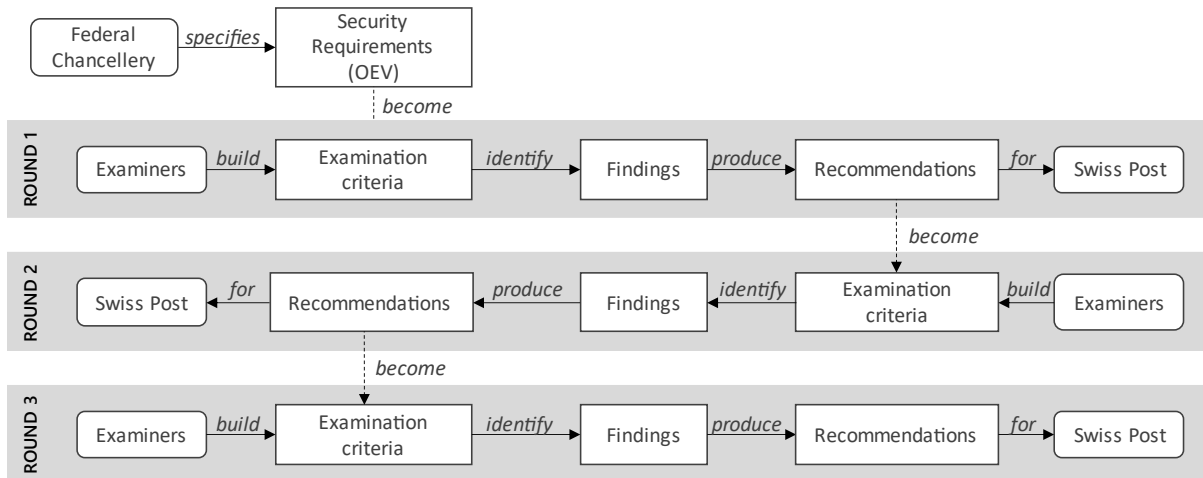 Federal
Chancellery
specifies
Security
Requirements
(OEV)
become
ROUND 1
Examiners
build
Examination
criteria
identify
Findings
produce
Recommendations
for
Swiss Post
become
ROUND 2
Swiss Post
for
Recommendations
produce
Findings
identify
Examination
criteria
build
Examiners
become
ROUND 3
Examiners
build
Examination
criteria
identify
Findings
produce
Recommendations
for
Swiss Post